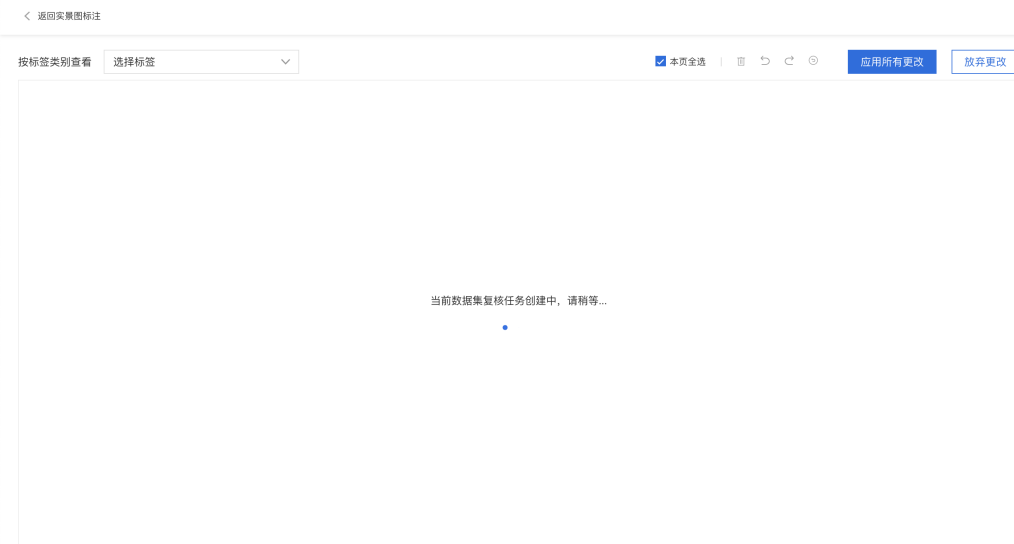 返回实景图标注
按标签类别查看
选择标签
本页全选
应用所有更改
放弃更改
当前数据集复核任务创建中，请稍等...